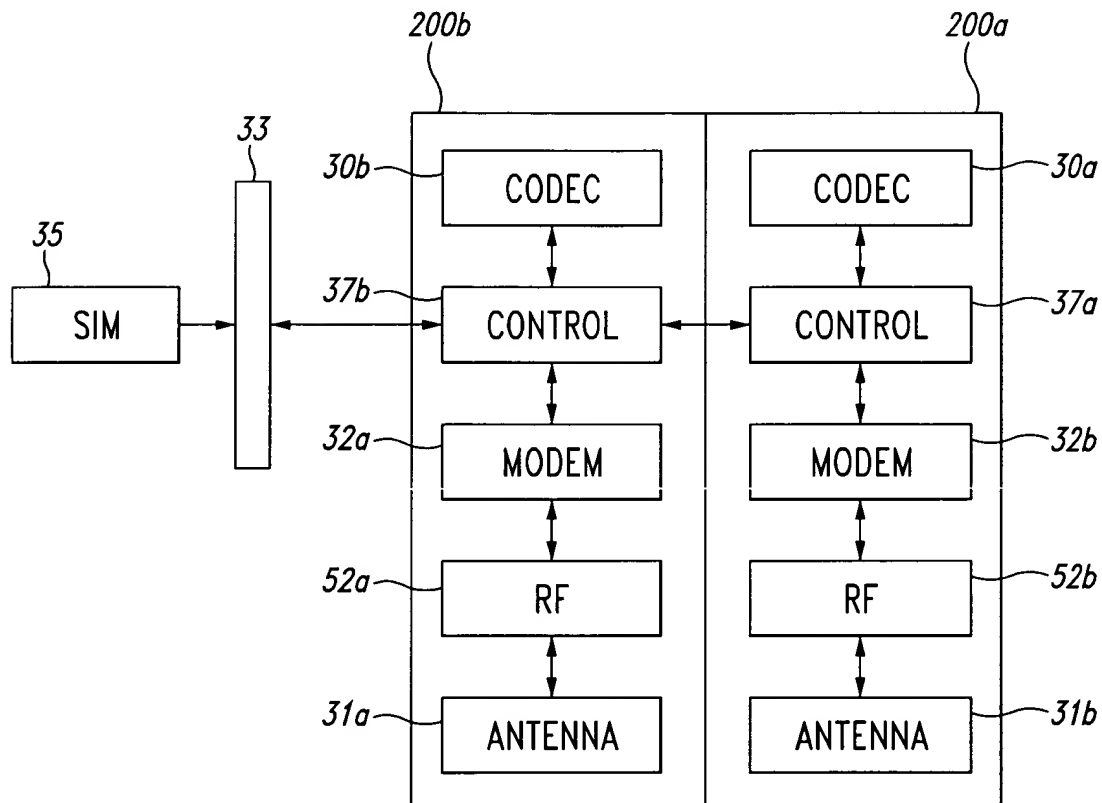 200b 200a
33
30b CODEC CODEC 30a
35
SIM
37b CONTROL CONTROL 37a
32a MODEM MODEM 32b
52a RF RF 52b
31a ANTENNA ANTENNA 31b